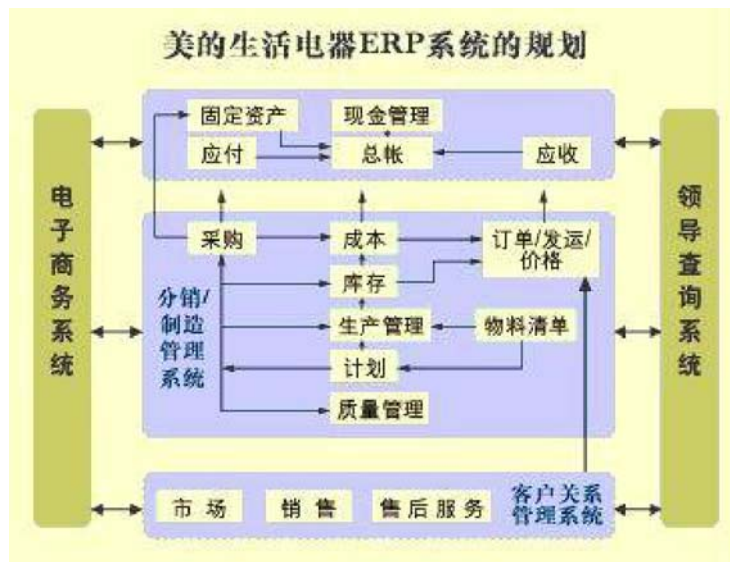 美的生活电器ERP系统的规划
固定资产
现金管理
应付
总帐
应收
电
子
商
务
系
统
领
导
查
询
系
统
采购
成本
订单/发运/
价格
库存
分销/
制造
管理
系统
生产管理
物料清单
计划
质量管理
市场
销售
售后服务
客户关系
管理系统